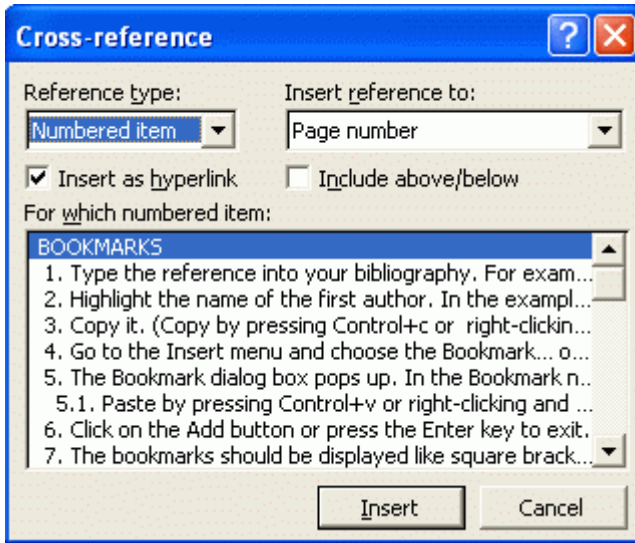 Cross-reference
Reference type: Insert reference to:
Numbered item Page number
Insert as hyperlink Include above/below
For which numbered item:
BOOKMARKS
1. Type the reference into your bibliography. For exam...
2. Highlight the name of the first author. In the exampl...
3. Copy it. (Copy by pressing Control+c or right-clickin...
4. Go to the Insert menu and choose the Bookmark... o...
5. The Bookmark dialog box pops up. In the Bookmark n...
5.1. Paste by pressing Control+v or right-clicking and ...
6. Click on the Add button or press the Enter key to exit.
7. The bookmarks should be displayed like square brack...
Insert Cancel